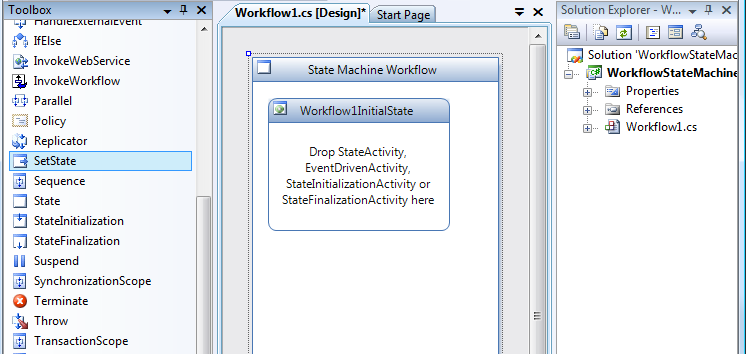 Toolbox
HandleExternalEvent
IfElse
InvokeWebService
InvokeWorkflow
Parallel
Policy
Replicator
SetState
Sequence
State
StateInitialization
StateFinalization
Suspend
SynchronizationScope
Terminate
Throw
TransactionScope
Workflow1.cs [Design]*
Start Page
State Machine Workflow
Workflow1InitialState
Drop StateActivity,
EventDrivenActivity,
StateInitializationActivity or
StateFinalizationActivity here
Solution Explorer - W...
Solution 'WorkflowStateMac
WorkflowStateMachine
Properties
References
Workflow1.cs